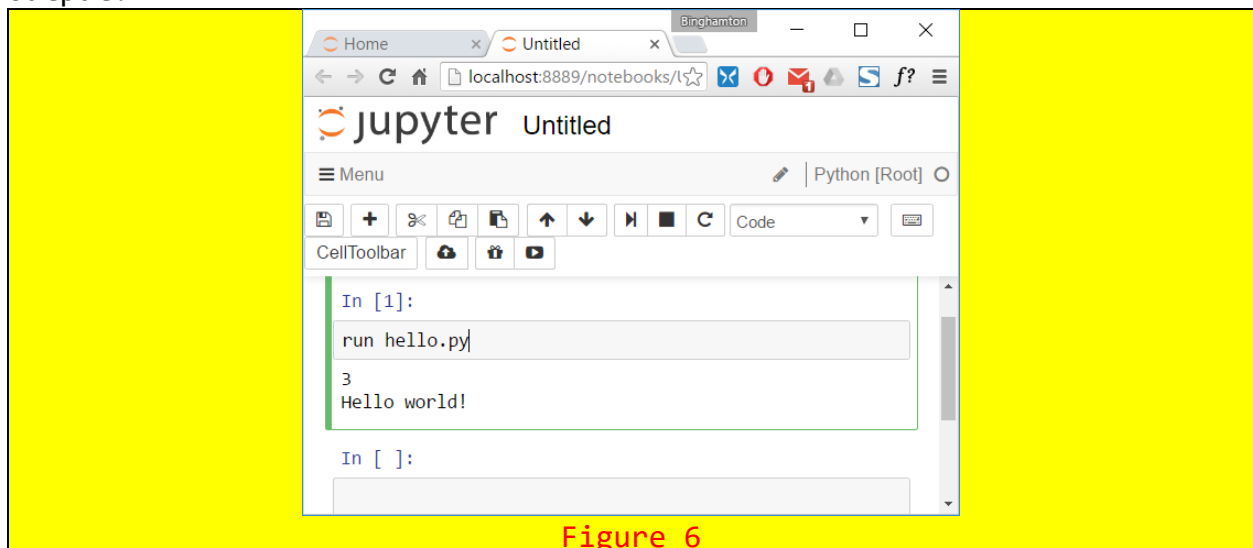 Binghamton
Home
Untitled
localhost:8889/notebooks/
f?
1
jupyter Untitled
Menu
Python [Root]
Code
CellToolbar
In [1]:
run hello.py
3
Hello world!
In [ ]:
Figure 6